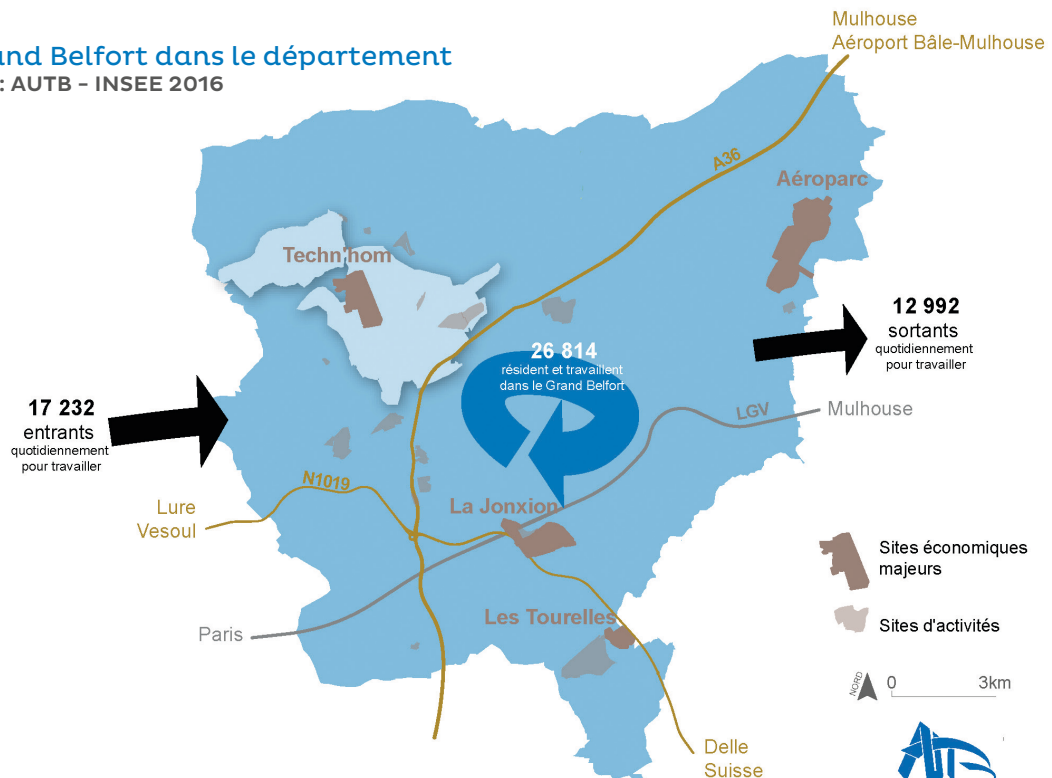 and Belfort dans le département
: AUTB - INSEE 2016
Mulhouse
Aéroport Bâle-Mulhouse
A36
Aéroparc
Techn'hom
12 992
sortants
quotidiennement
pour travailler
26 814
résident et travaillent
dans le Grand Belfort
17 232
entrants
quotidiennement
pour travailler
LGV
Mulhouse
N1019
La Jonxion
Lure
Vesoul
Sites économiques
majeurs
Les Tourelles
Sites d'activités
Paris
NORD
0 3km
Delle
Suisse
AUTB